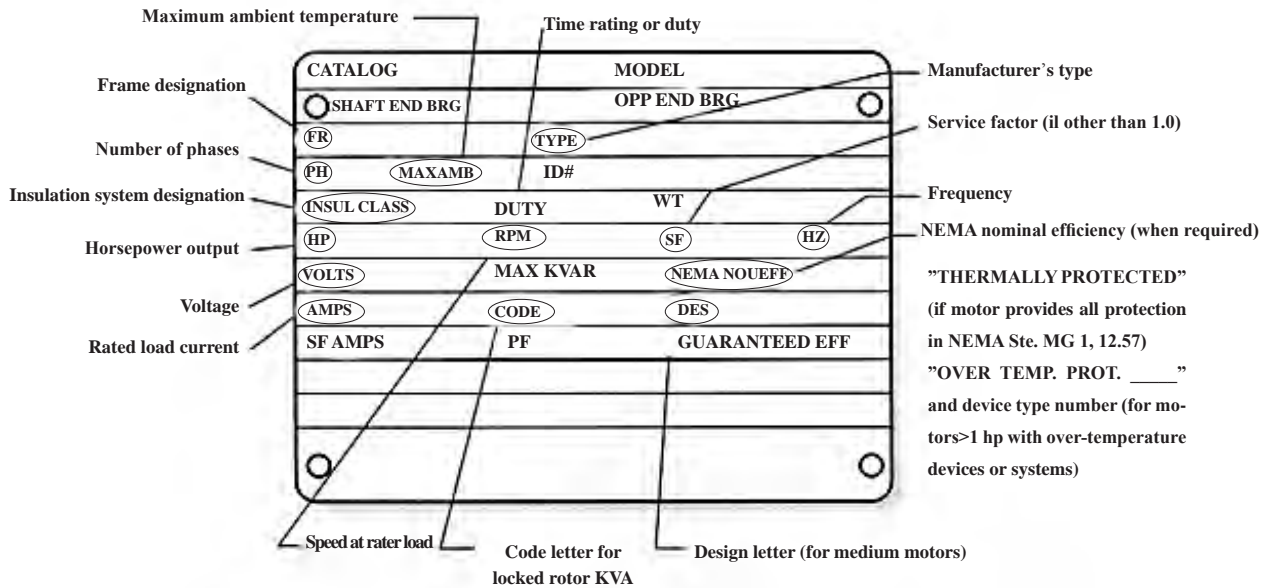 Maximum ambient temperature
Time rating or duty
CATALOG MODEL
Manufacturer's type
Frame designation
SHAFT END BRG OPP END BRG
Service factor (il other than 1.0)
FR TYPE
Number of phases
PH MAXAMB ID#
Insulation system designation
INSUL CLASS DUTY WT
Frequency
HP RPM SF HZ
Horsepower output
NEMA nominal efficiency (when required)
VOLTS MAX KVAR NEMA NOUEFF
Voltage
AMPS CODE DES
Rated load current
SF AMPS PF GUARANTEED EFF
”THERMALLY PROTECTED”
(if motor provides all protection
in NEMA Ste. MG 1, 12.57)
”OVER TEMP. PROT. _____”
and device type number (for mo-
tors>1 hp with over-temperature
devices or systems)
Speed at rater load
Code letter for
locked rotor KVA
Design letter (for medium motors)